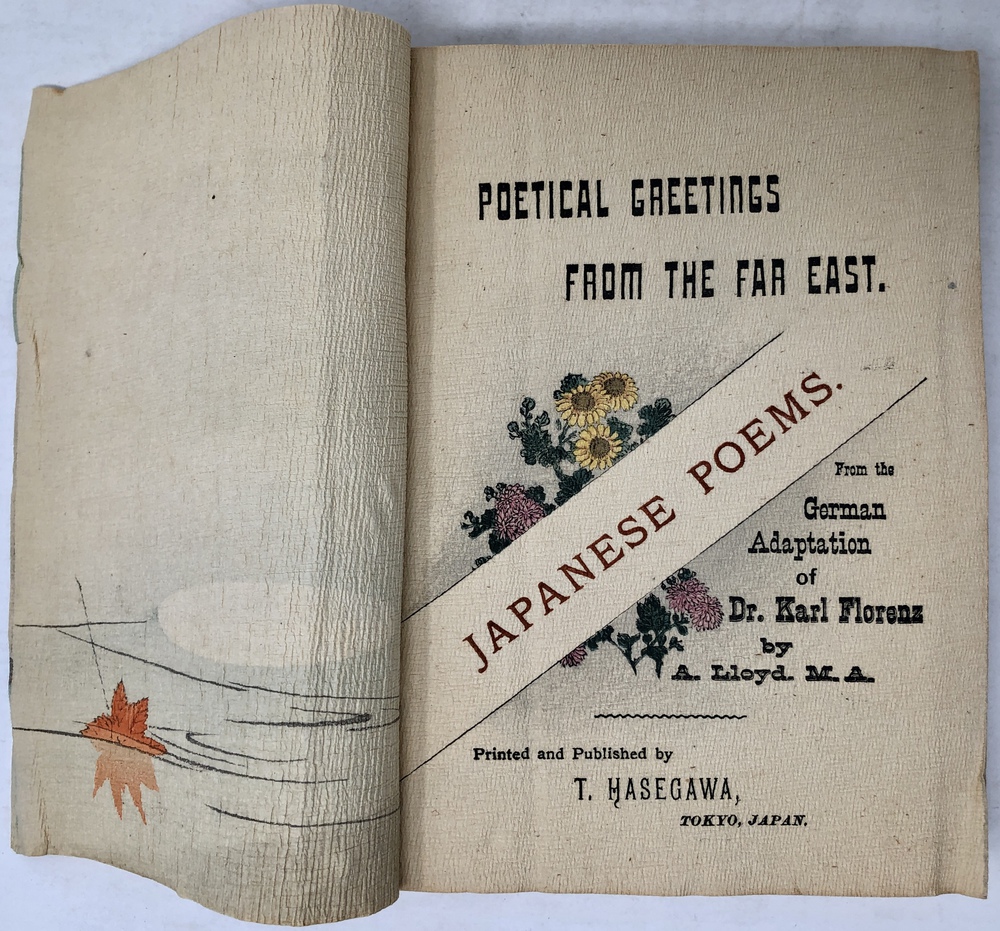 POETICAL GREETINGS
FROM THE FAR EAST.
JAPANESE POEMS.
From the
German
Adaptation
of
Dr. Karl Florenz
by
A. Lloyd. M. A.
Printed and Published by
T. HASEGAWA,
TOKYO, JAPAN.